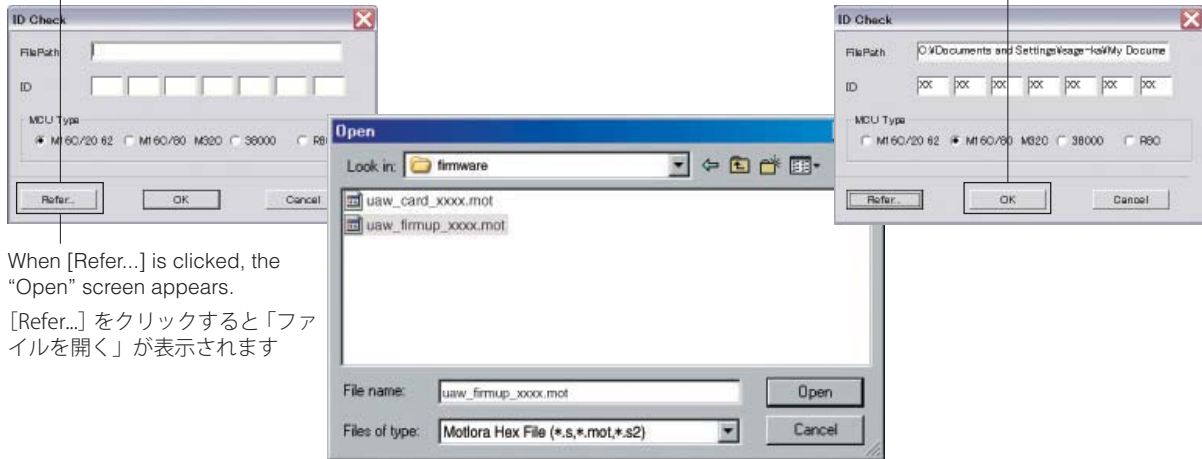 ID Check
FilePath
ID
MCU Type
M16C/20 62 M16C/80 M320 38000 R8C
Refer... OK Cancel
When [Refer...] is clicked, the
“Open” screen appears.
［Refer...］をクリックすると「ファ
イルを開く」が表示されます
Open
Look in: firmware
uaw_card_xxxx.mot
uaw_firmup_xxxx.mot
File name: uaw_firmup_xxxx.mot Open
Files of type: Motlora Hex File (*.s,*.mot,*.s2) Cancel
ID Check
FilePath O:¥Documents and Settings¥sage-ka¥My Docume
ID xx xx xx xx xx xx xx
MCU Type
M16C/20 62 M16C/80 M320 38000 R8C
Refer... OK Cancel